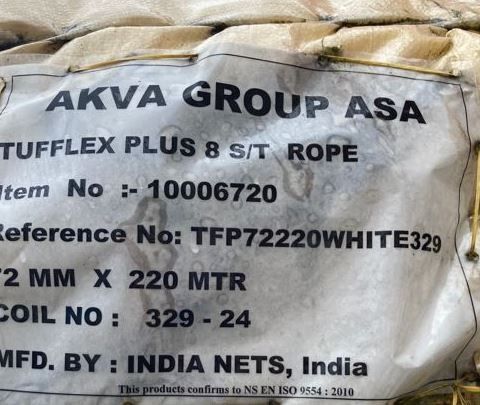 AKVA GROUP ASA
TUFFLEX PLUS 8 S/T ROPE
Item No :- 10006720
Reference No: TFP72220WHITE329
72 MM X 220 MTR
COIL NO : 329 - 24
MFD. BY : INDIA NETS, India
This products confirms to NS EN ISO 9554 : 2010